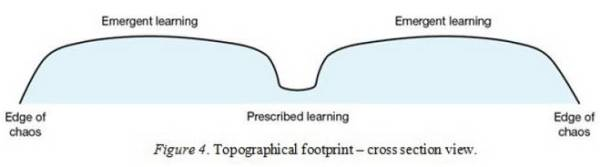 Emergent learning
Emergent learning
Edge of
chaos
Prescribed learning
Edge of
chaos
Figure 4. Topographical footprint – cross section view.